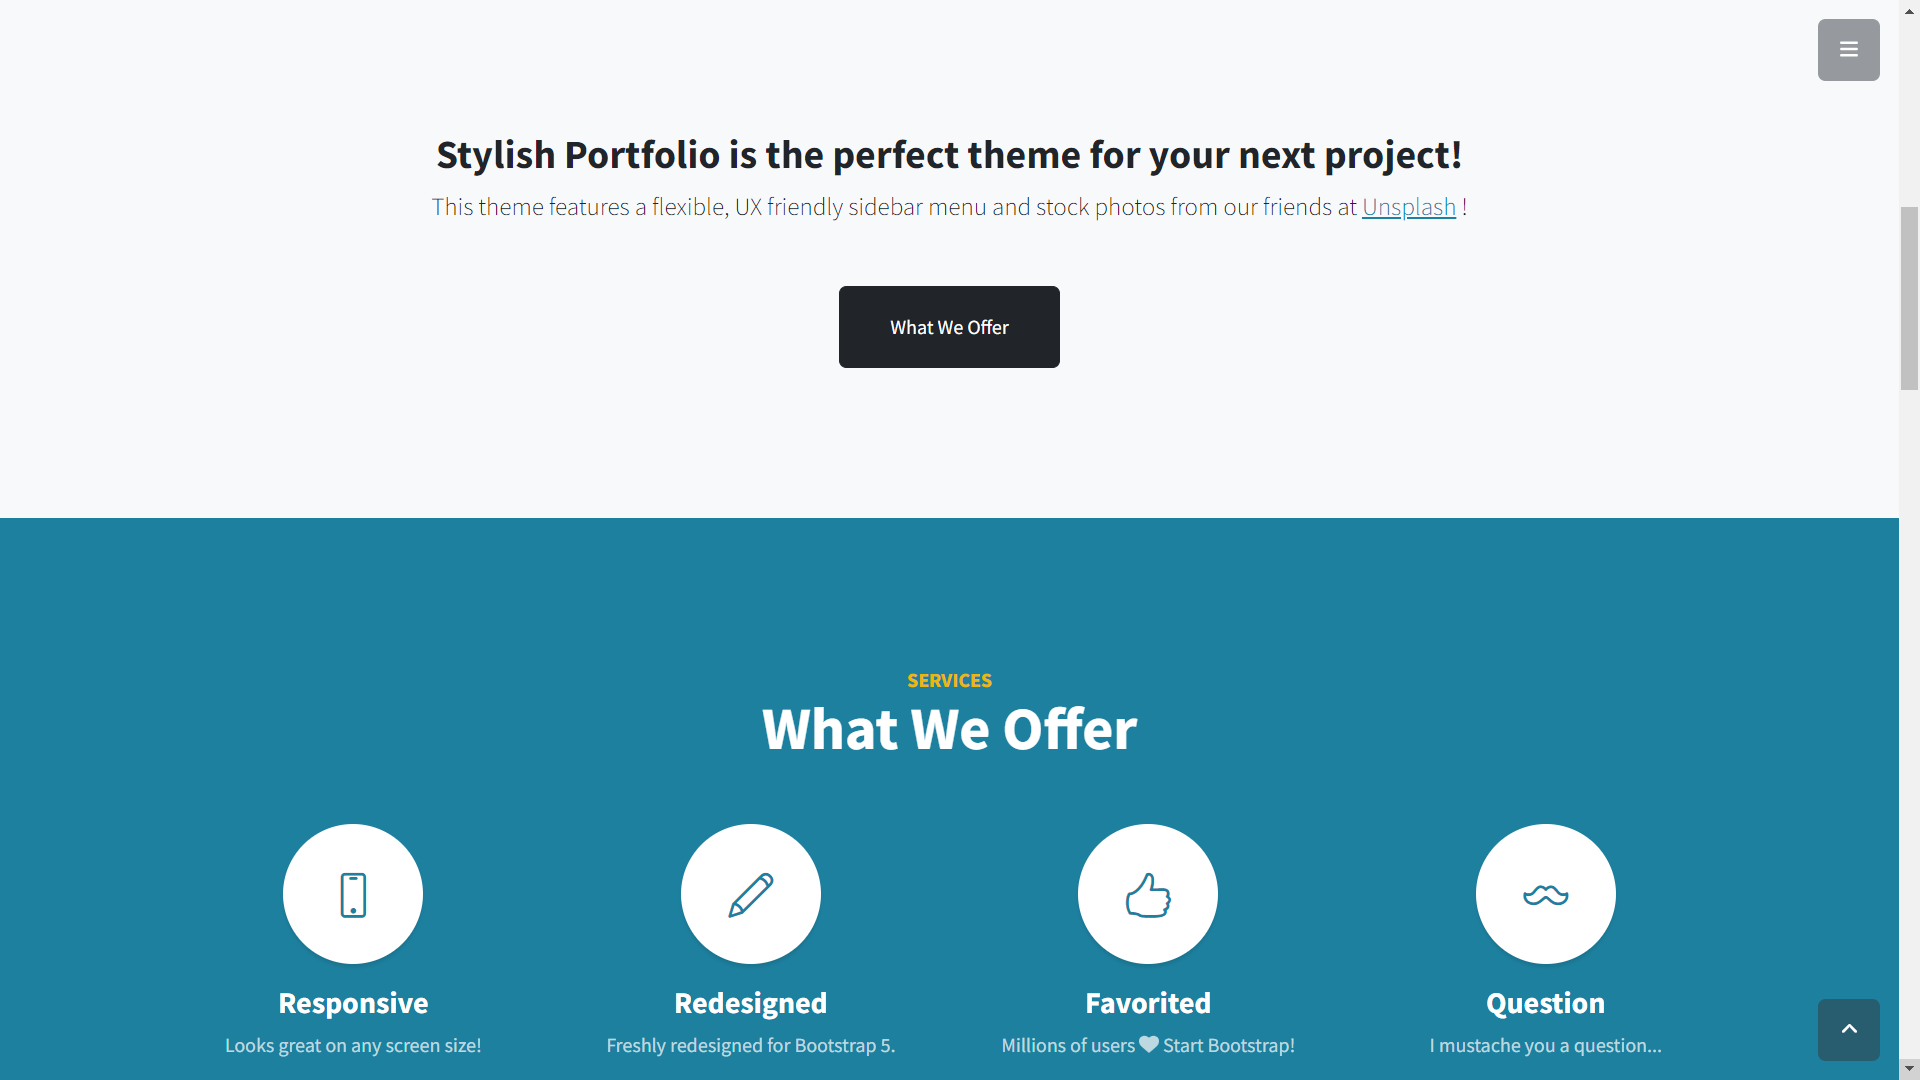 Stylish Portfolio is the perfect theme for your next project!
This theme features a flexible, UX friendly sidebar menu and stock photos from our friends at Unsplash !
What We Offer
SERVICES
What We Offer
Responsive
Looks great on any screen size!
Redesigned
Freshly redesigned for Bootstrap 5.
Favorited
Millions of users Start Bootstrap!
Question
I mustache you a question...